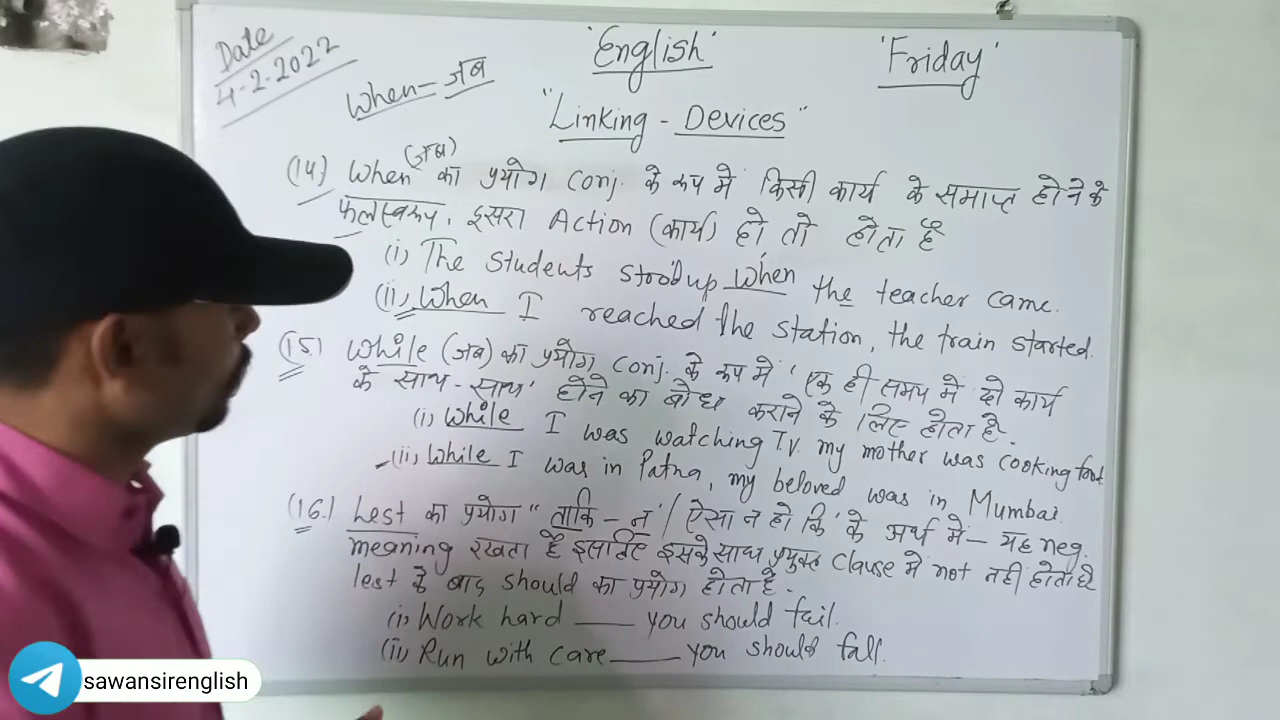 Date
4-2-2022
'English'
'Friday'
When - जब
"Linking - Devices"
(14) When (जब) का प्रयोग Conj. के रूप में किसी कार्य के समाप्त होने के
फलस्वरूप, दूसरा Action (कार्य) हो तो होता है
(i) The students stood up when the teacher came.
(ii) When I reached the station, the train started.
(15) While (जब) का प्रयोग Conj. के रूप में 'एक ही समय में दो कार्य
के साथ-साथ' होने का बोध कराने के लिए होता है.
(i) While I was watching T.V. my mother was cooking food.
(ii) While I was in Patna, my beloved was in Mumbai.
(16.) Lest का प्रयोग "ताकि - न / ऐसा न हो कि' के अर्थ में - यह neg.
meaning रखता है इसलिए इसके साथ प्रयुक्त Clause में not नहीं होता है
lest के बाद should का प्रयोग होता है.
(i) Work hard ___ you should fail.
(ii) Run with care ___ you should fall.
sawansirenglish